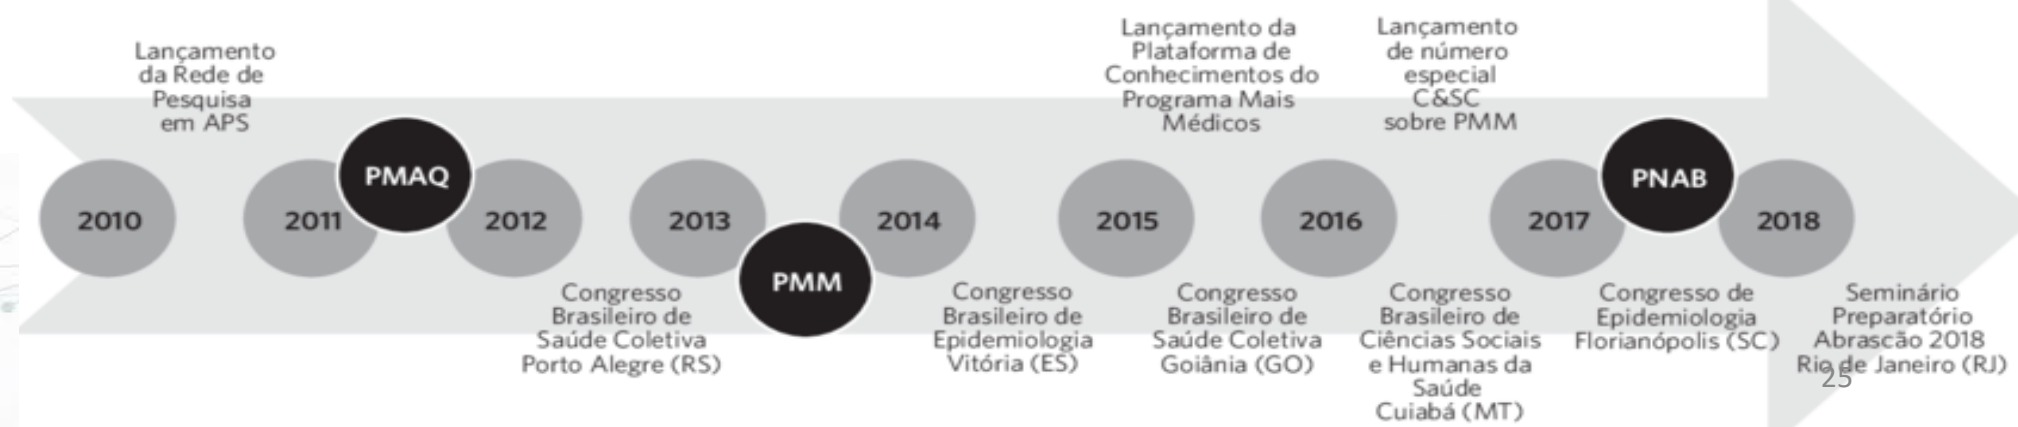 Lançamento
da Rede de
Pesquisa
em APS
Lançamento da
Plataforma de
Conhecimentos do
Programa Mais
Médicos
Lançamento
de número
especial
C&SC
sobre PMM
2010
2011
PMAQ
2012
2013
PMM
2014
2015
2016
2017
PNAB
2018
Congresso
Brasileiro de
Saúde Coletiva
Porto Alegre (RS)
Congresso
Brasileiro de
Epidemiologia
Vitória (ES)
Congresso
Brasileiro de
Saúde Coletiva
Goiânia (GO)
Congresso
Brasileiro de
Ciências Sociais
e Humanas da
Saúde
Cuiabá (MT)
Congresso de
Epidemiologia
Florianópolis (SC)
Seminário
Preparatório
Abrascão 2018
Rio de Janeiro (RJ)
25